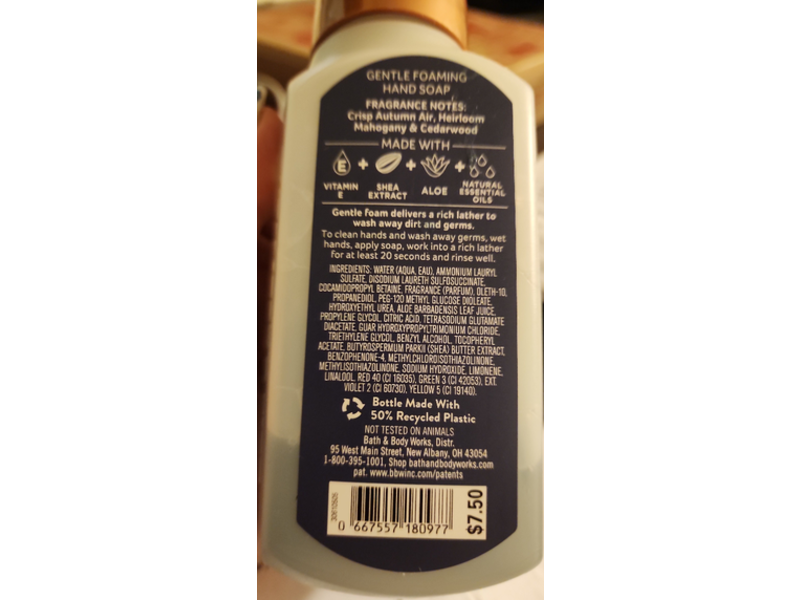 GENTLE FOAMING
HAND SOAP
FRAGRANCE NOTES:
Crisp Autumn Air, Heirloom
Mahogany & Cedarwood
MADE WITH
E + + +
VITAMIN E SHEA EXTRACT ALOE NATURAL ESSENTIAL OILS
Gentle foam delivers a rich lather to
wash away dirt and germs.
To clean hands and wash away germs, wet
hands, apply soap, work into a rich lather
for at least 20 seconds and rinse well.
INGREDIENTS: WATER (AQUA, EAU), AMMONIUM LAURYL
SULFATE, DISODIUM LAURETH SULFOSUCCINATE,
COCAMIDOPROPYL BETAINE, FRAGRANCE (PARFUM), OLETH-10,
PROPANEDIOL, PEG-120 METHYL GLUCOSE DIOLEATE,
HYDROXYETHYL UREA, ALOE BARBADENSIS LEAF JUICE,
PROPYLENE GLYCOL, CITRIC ACID, TETRASODIUM GLUTAMATE
DIACETATE, GUAR HYDROXYPROPYLTRIMONIUM CHLORIDE,
TRIETHYLENE GLYCOL, BENZYL ALCOHOL, TOCOPHERYL
ACETATE, BUTYROSPERMUM PARKII (SHEA) BUTTER EXTRACT,
BENZOPHENONE-4, METHYLCHLOROISOTHIAZOLINONE,
METHYLISOTHIAZOLINONE, SODIUM HYDROXIDE, LIMONENE,
LINALOOL, RED 40 (CI 16035), GREEN 3 (CI 42053), EXT.
VIOLET 2 (CI 60730), YELLOW 5 (CI 19140).
Bottle Made With
50% Recycled Plastic
NOT TESTED ON ANIMALS
Bath & Body Works, Distr.
95 West Main Street, New Albany, OH 43054
1-800-395-1001, Shop bathandbodyworks.com
pat. www.bbwinc.com/patents
0 667557 180977
$7.50